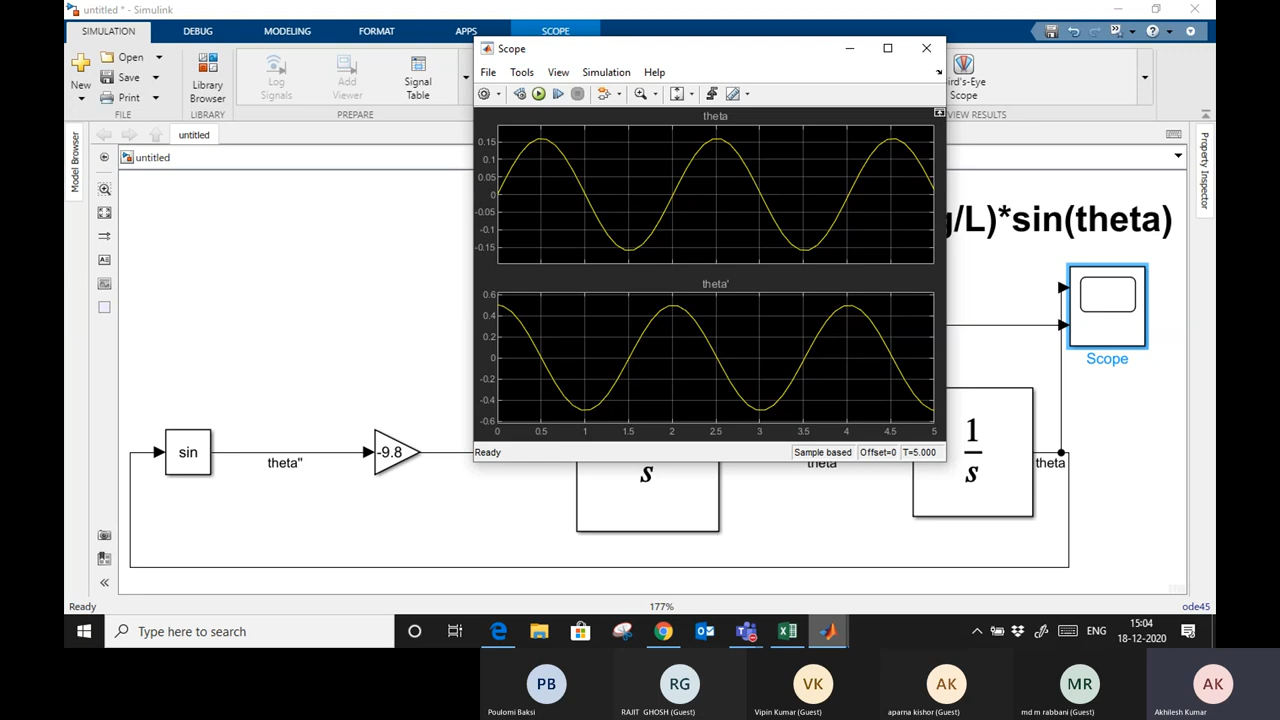 untitled * - Simulink
SIMULATION DEBUG MODELING FORMAT APPS SCOPE
New
Open
Save
Print
FILE
Library Browser
LIBRARY
Log Signals
Add Viewer
Signal Table
PREPARE
ird's-Eye Scope
VIEW RESULTS
Model Browser
untitled
untitled
Property Inspector
Scope
File Tools View Simulation Help
theta
0.15
0.1
0.05
0
-0.05
-0.1
-0.15
theta'
0.6
0.4
0.2
0
-0.2
-0.4
-0.6
0 0.5 1 1.5 2 2.5 3 3.5 4 4.5 5
Ready Sample based Offset=0 T=5.000
g/L)*sin(theta)
Scope
sin
theta''
-9.8
s
theta
1
s
theta
Ready 177% ode45
Type here to search
ENG
15:04
18-12-2020
PB RG VK AK MR AK
Poulomi Baksi RAJIT GHOSH (Guest) Vipin Kumar (Guest) aparna kishor (Guest) md m rabbani (Guest) Akhilesh Kumar